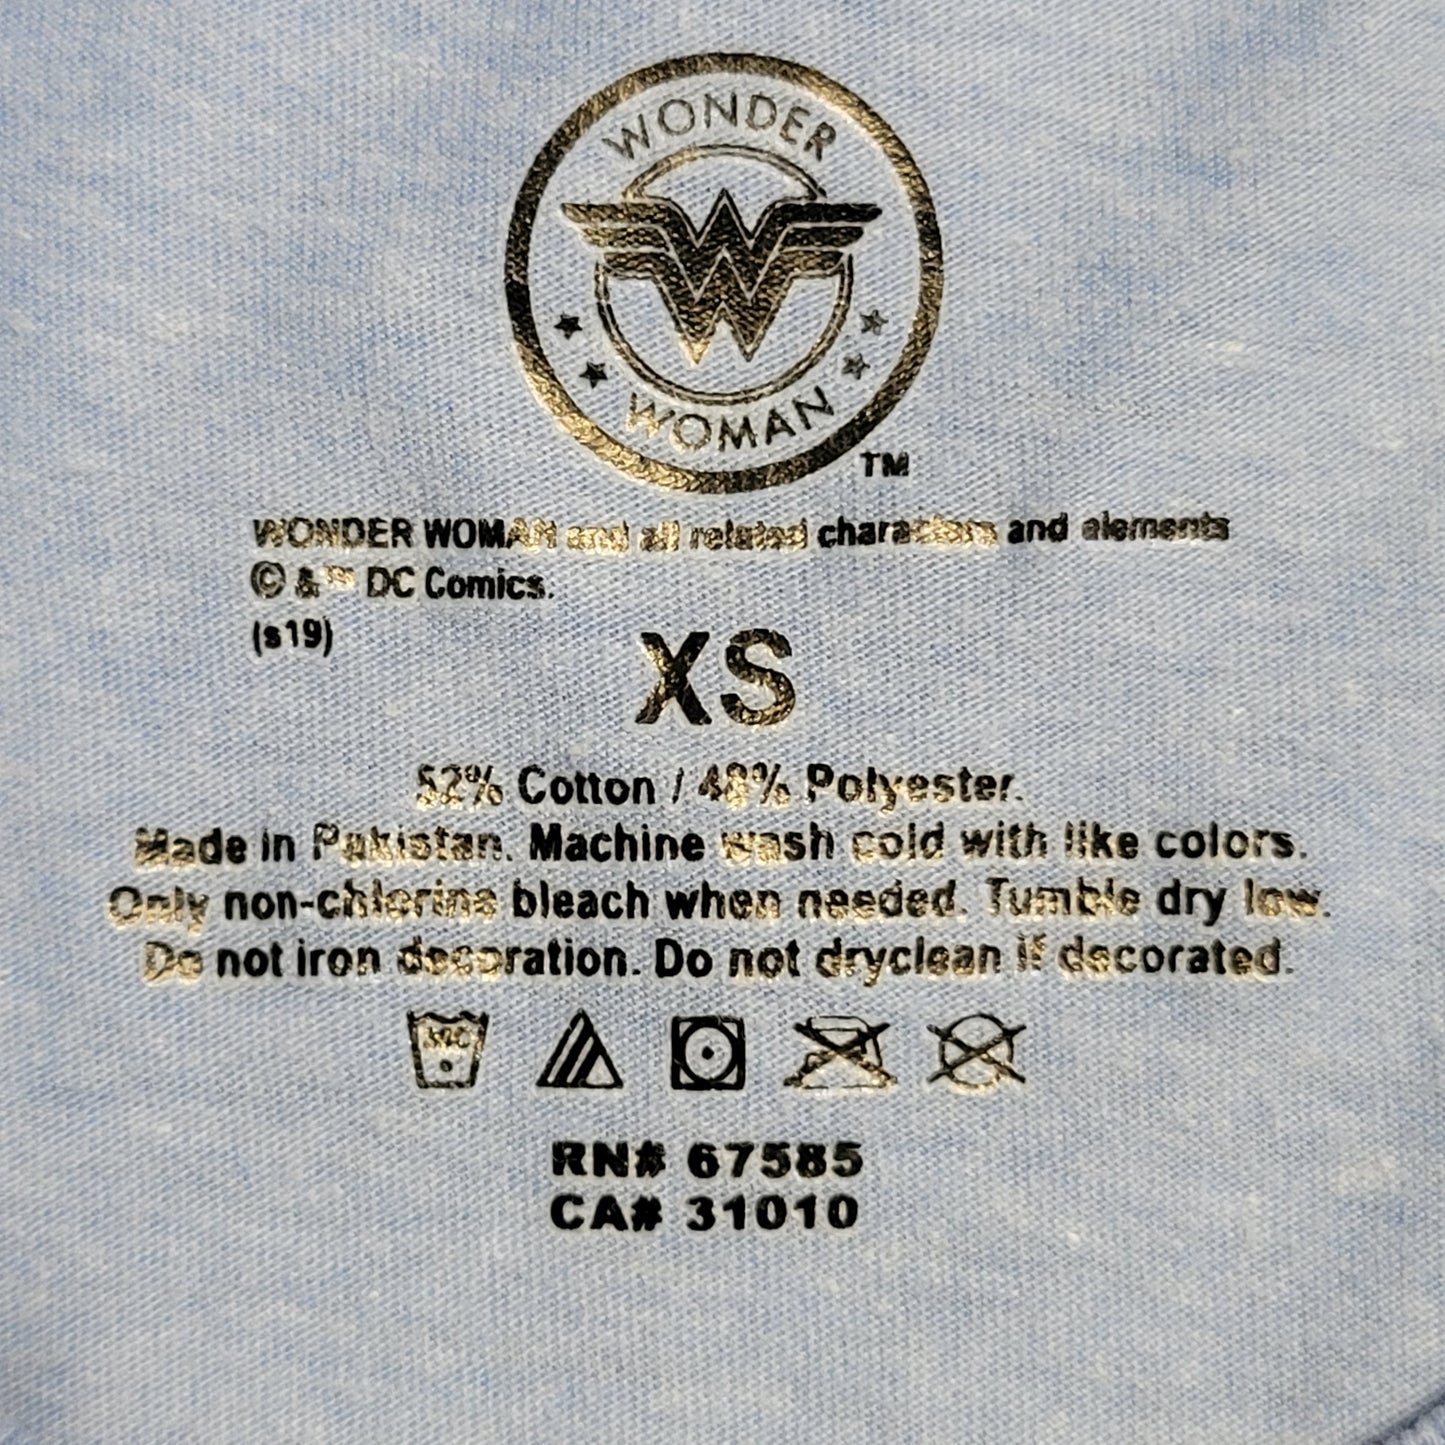 WONDER
WOMAN
TM
WONDER WOMAN and all related characters and elements
© & ™ DC Comics.
(s19)
XS
52% Cotton / 48% Polyester.
Made in Pakistan. Machine wash cold with like colors.
Only non-chlorine bleach when needed. Tumble dry low.
Do not iron decoration. Do not dryclean if decorated.
30C
RN# 67585
CA# 31010